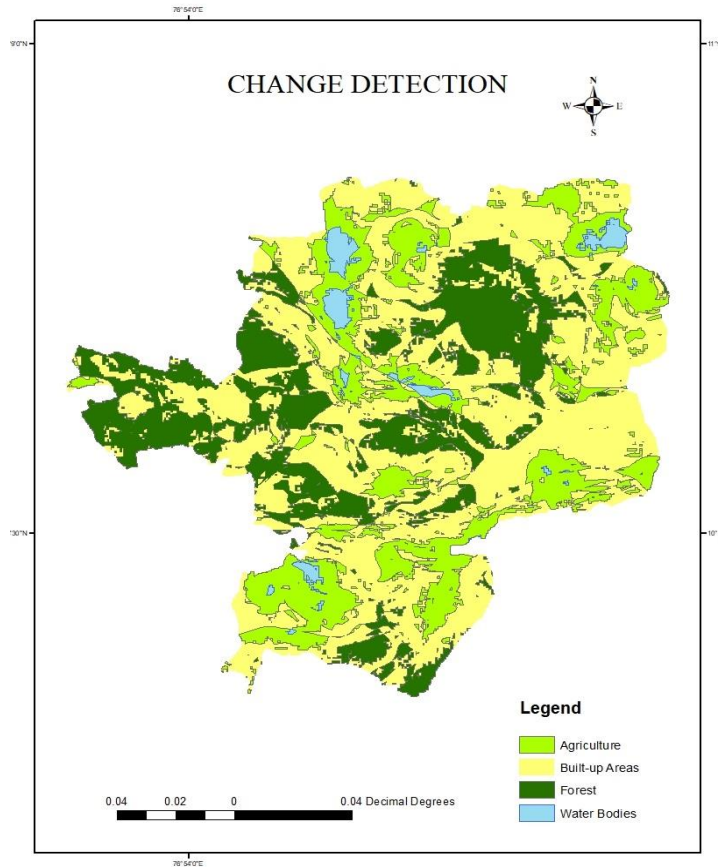 76°54'0"E
9'0"N
11°9
CHANGE DETECTION
N
W E
S
'30"N
10°
Legend
Agriculture
Built-up Areas
Forest
Water Bodies
0.04 0.02 0 0.04 Decimal Degrees
76°54'0"E